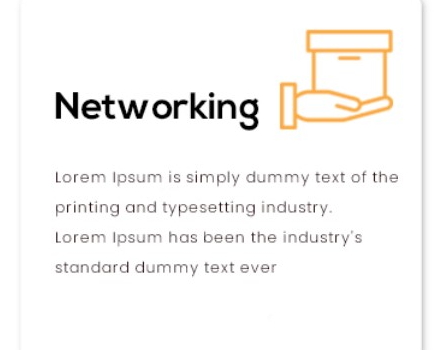 Networking
Lorem Ipsum is simply dummy text of the
printing and typesetting industry.
Lorem Ipsum has been the industry's
standard dummy text ever